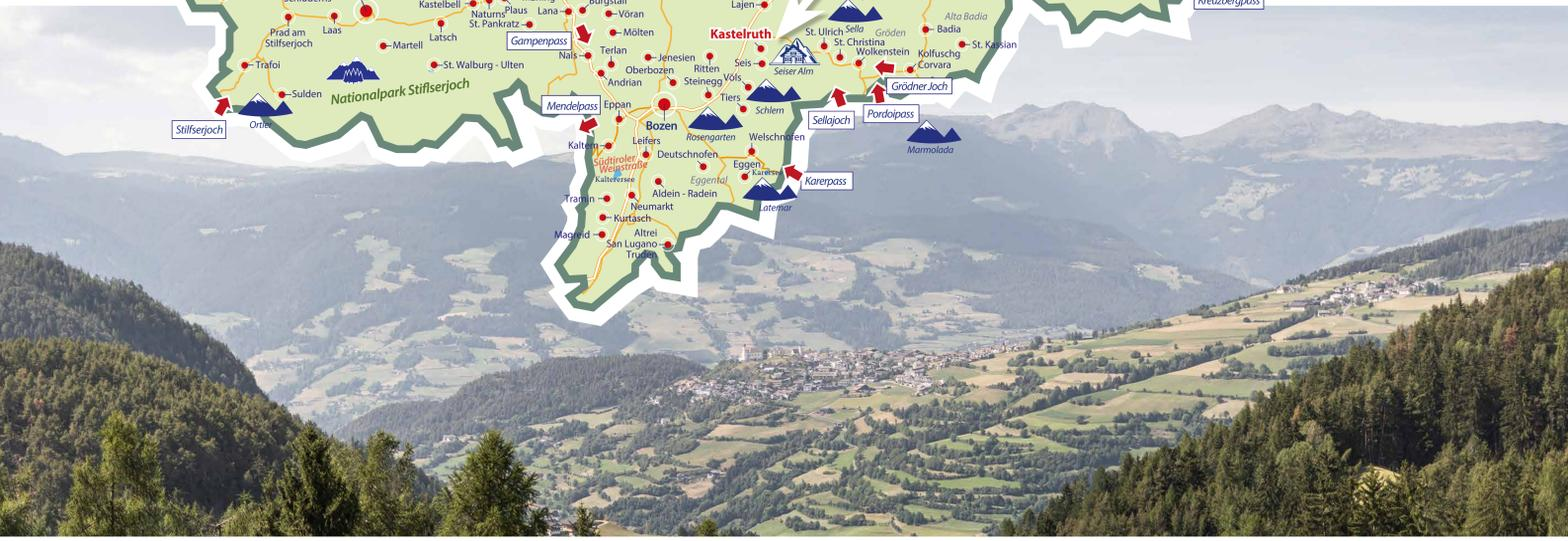 Kreuzbergpass
Kastelbell
Naturns
Plaus
Lana
Burgstall
Vöran
Lajen
Alta Badia
Prad am
Stilfserjoch
Laas
Latsch
St. Pankratz
Mölten
Kastelruth
Sella
St. Ulrich
Gröden
Badia
Martell
Gampenpass
Nals
Terlan
Jenesien
Ritten
Seis
Seiser Alm
St. Christina
Wolkenstein
Kolfuschg
St. Kassian
Corvara
Trafoi
St. Walburg - Ulten
Andrian
Oberbozen
Steinegg
Völs
Grödner Joch
Sulden
Nationalpark Stilfserjoch
Ortler
Mendelpass
Eppan
Tiers
Schlern
Sellajoch
Pordoipass
Stilfserjoch
Bozen
Rosengarten
Welschnofen
Marmolada
Kaltern
Leifers
Deutschnofen
Eggen
Südtiroler
Weinstraße
Kalterersee
Karersee
Eggental
Karerpass
Tramin
Aldein - Radein
Neumarkt
Latemar
Kurtasch
Magreid
Altrei
San Lugano
Truden